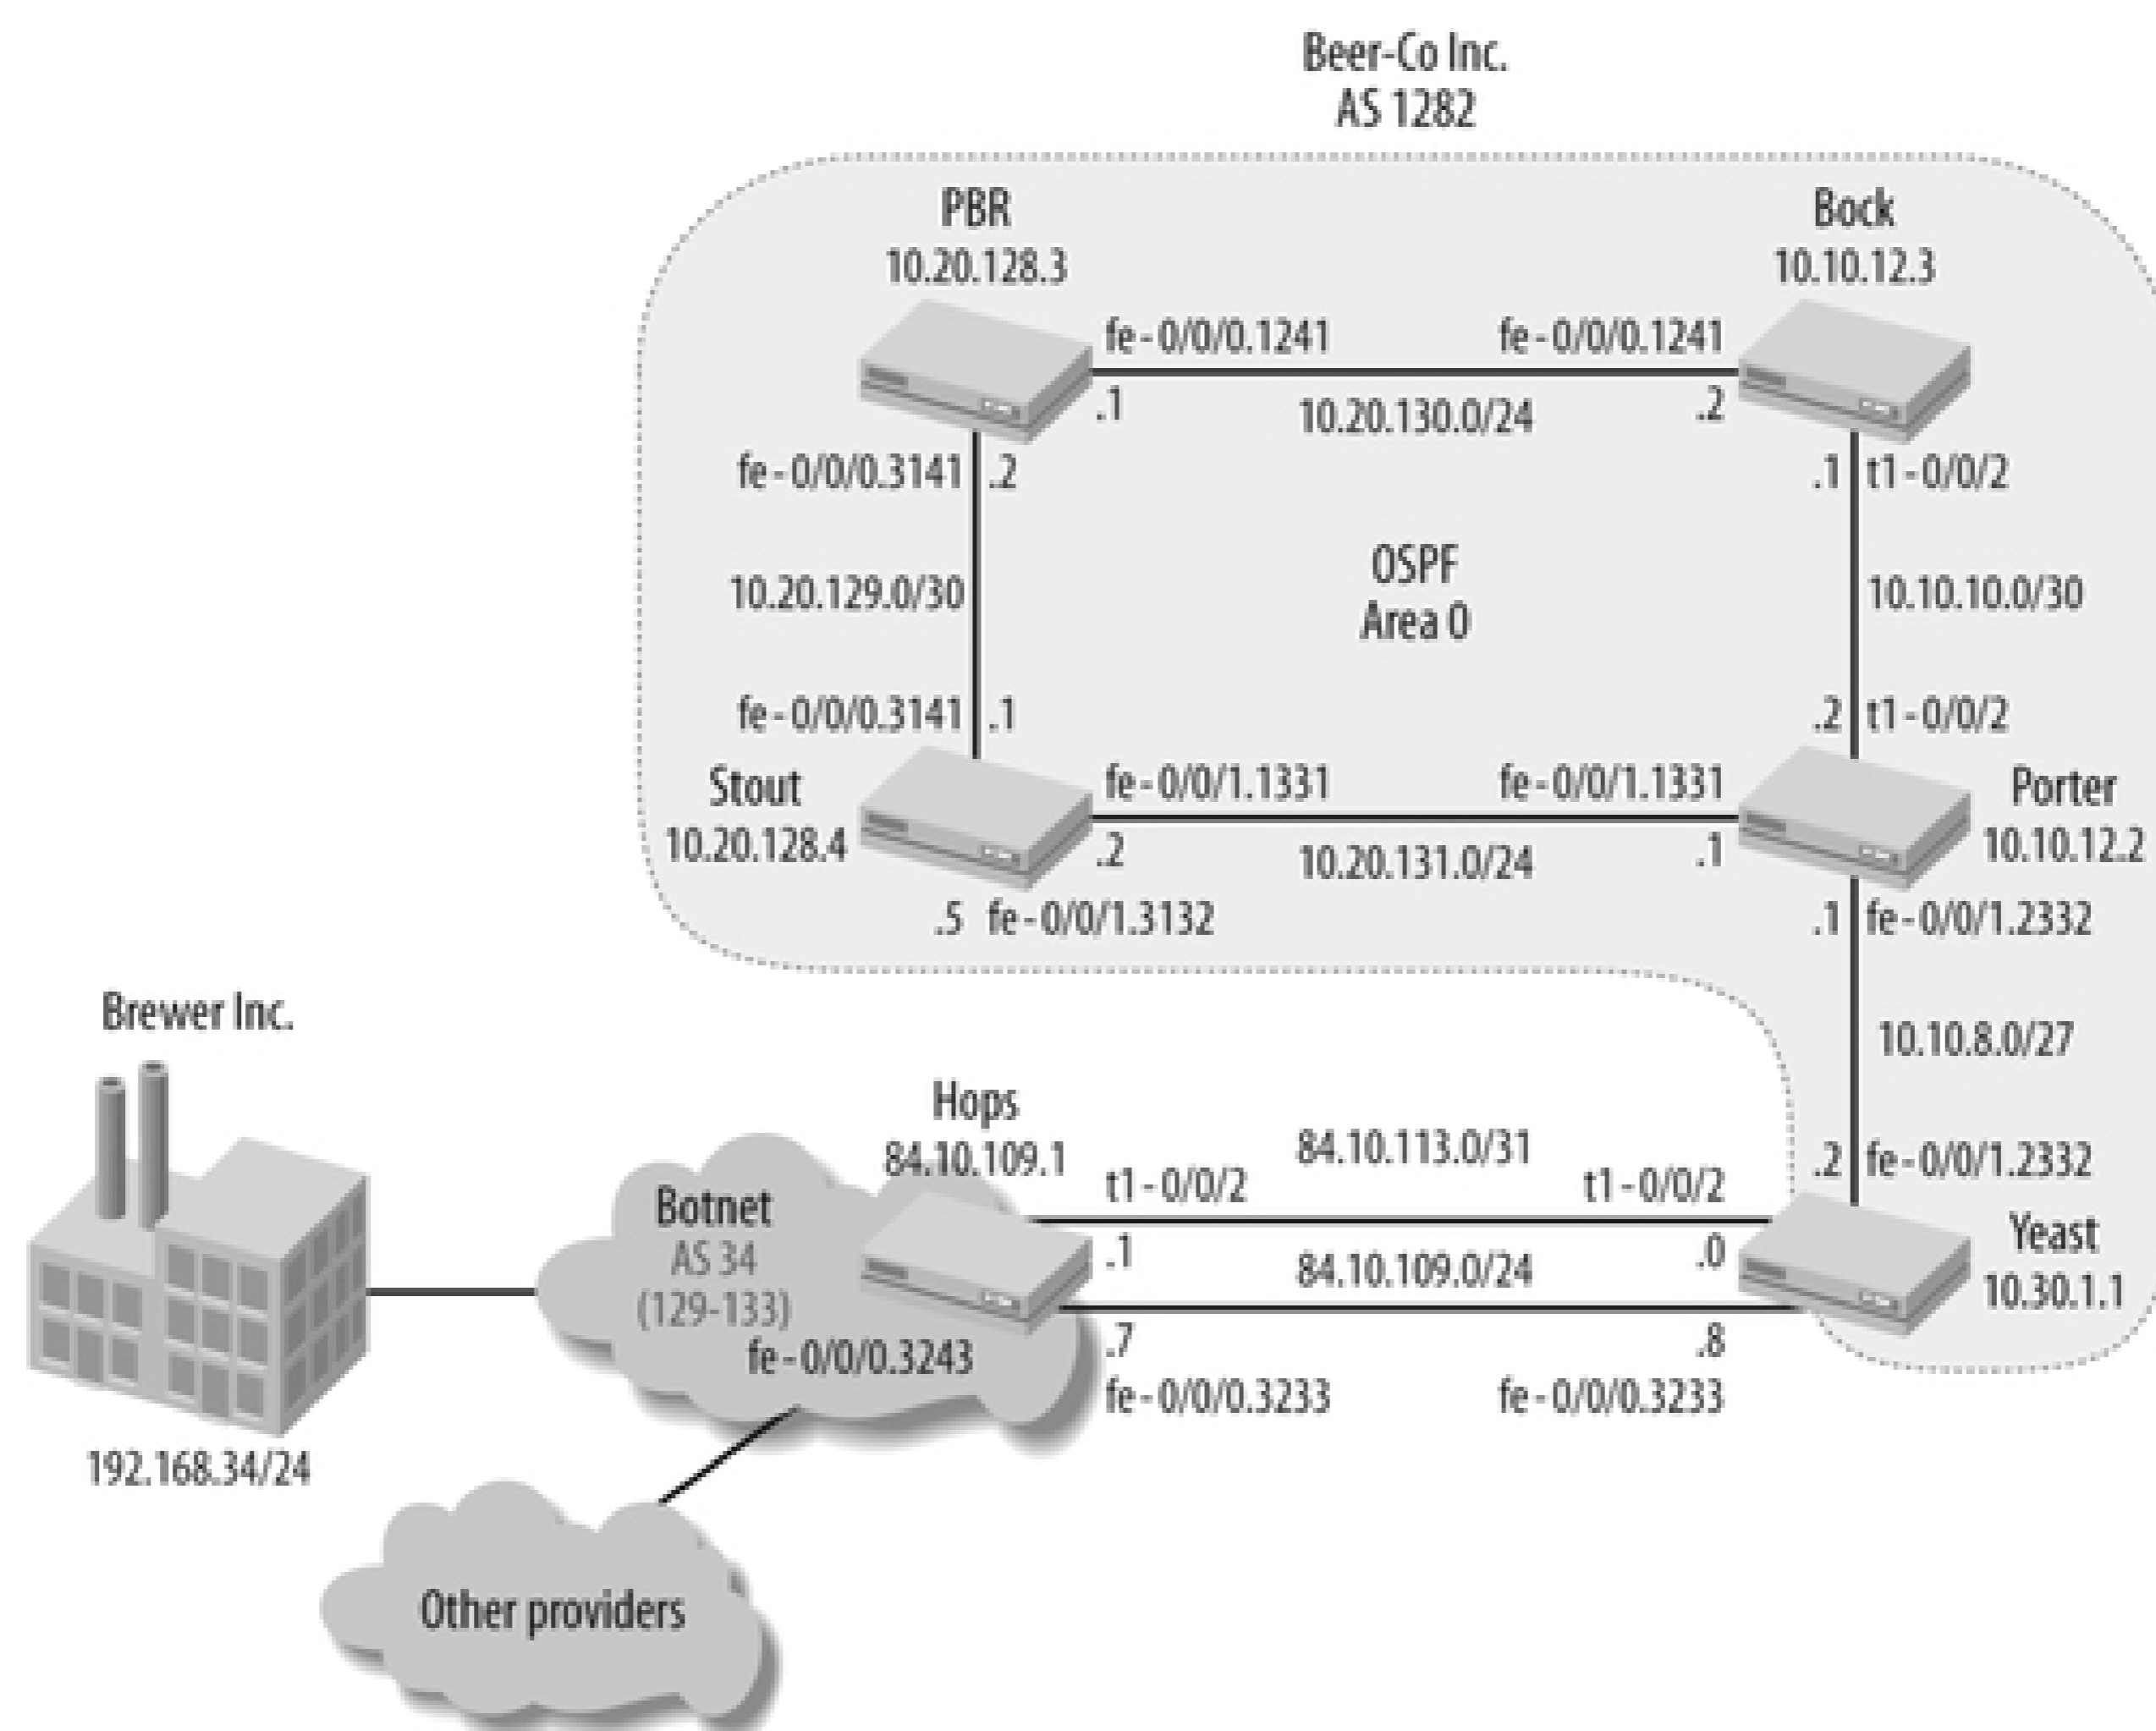 Beer-Co Inc.
AS 1282
PBR
10.20.128.3
Bock
10.10.12.3
fe-0/0/0.1241
fe-0/0/0.1241
.1
10.20.130.0/24
.2
fe-0/0/0.3141
.2
.1
t1-0/0/2
OSPF
Area 0
10.20.129.0/30
10.10.10.0/30
fe-0/0/0.3141
.1
.2
t1-0/0/2
Stout
10.20.128.4
fe-0/0/1.1331
fe-0/0/1.1331
Porter
10.10.12.2
.2
10.20.131.0/24
.1
.5
fe-0/0/1.3132
.1
fe-0/0/1.2332
Brewer Inc.
10.10.8.0/27
Hops
84.10.109.1
84.10.113.0/31
.2
fe-0/0/1.2332
t1-0/0/2
t1-0/0/2
Botnet
AS 34
(129-133)
fe-0/0/0.3243
.1
84.10.109.0/24
.0
Yeast
10.30.1.1
.7
.8
fe-0/0/0.3233
fe-0/0/0.3233
192.168.34/24
Other providers